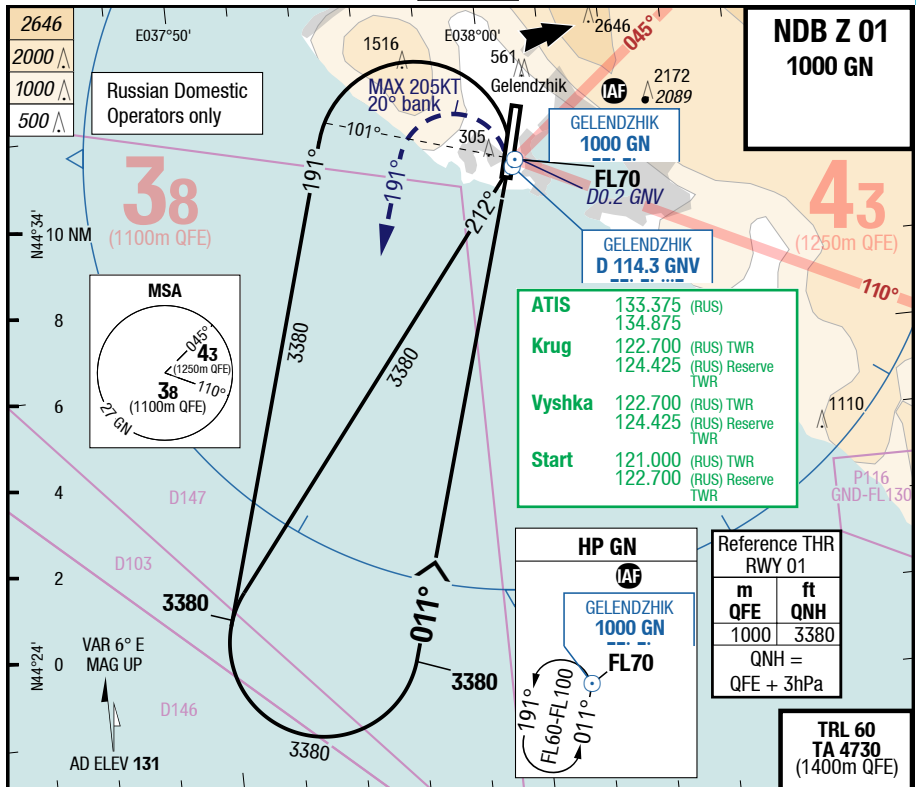 2646
2000
1000
500
E037°50'
E038°00'
NDB Z 01
1000 GN
Russian Domestic
Operators only
1516
561
2646
045°
Gelendzhik
MAX 205KT
20° bank
IAF
2172
2089
305
101°
191°
191°
212°
GELENDZHIK
1000 GN
FL70
D0.2 GNV
GELENDZHIK
D 114.3 GNV
38
(1100m QFE)
43
(1250m QFE)
110°
N44°34'
10 NM
8
6
4
2
0
N44°24'
MSA
045°
43
(1250m QFE)
110°
38
(1100m QFE)
27 GN
3380
3380
ATIS 133.375 (RUS)
134.875
Krug 122.700 (RUS) TWR
124.425 (RUS) Reserve
TWR
Vyshka 122.700 (RUS) TWR
124.425 (RUS) Reserve
TWR
Start 121.000 (RUS) TWR
122.700 (RUS) Reserve
TWR
1110
P116
GND-FL130
D147
D103
D146
3380
011°
3380
3380
VAR 6° E
MAG UP
AD ELEV 131
HP GN
IAF
GELENDZHIK
1000 GN
FL70
191°
FL60-FL100
011°
Reference THR
RWY 01
m ft
QFE QNH
1000 3380
QNH =
QFE + 3hPa
TRL 60
TA 4730
(1400m QFE)